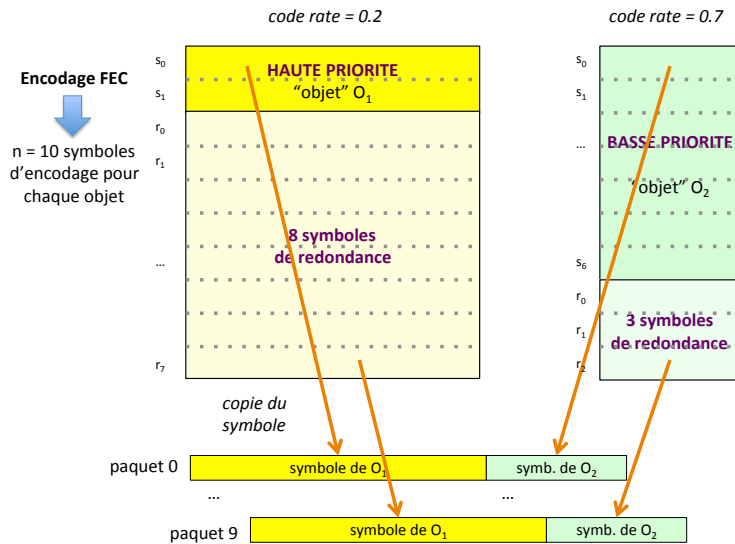 code rate = 0.2
code rate = 0.7
Encodage FEC
n = 10 symboles
d'encodage pour
chaque objet
s0
s1
r0
r1
...
r7
HAUTE PRIORITE
"objet" O1
8 symboles
de redondance
s0
s1
...
s6
r0
r1
r2
BASSE PRIORITE
"objet" O2
3 symboles
de redondance
copie du
symbole
paquet 0
symbole de O1
symb. de O2
...
...
paquet 9
symbole de O1
symb. de O2